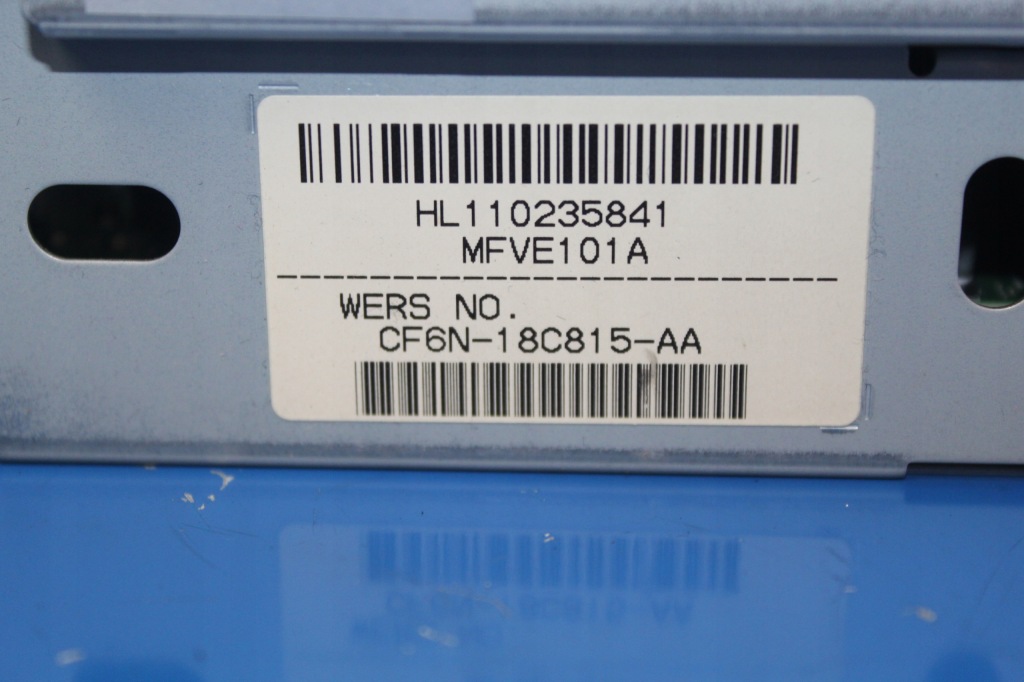 HL110235841
MFVE101A
WERS NO.
CF6N-18C815-AA